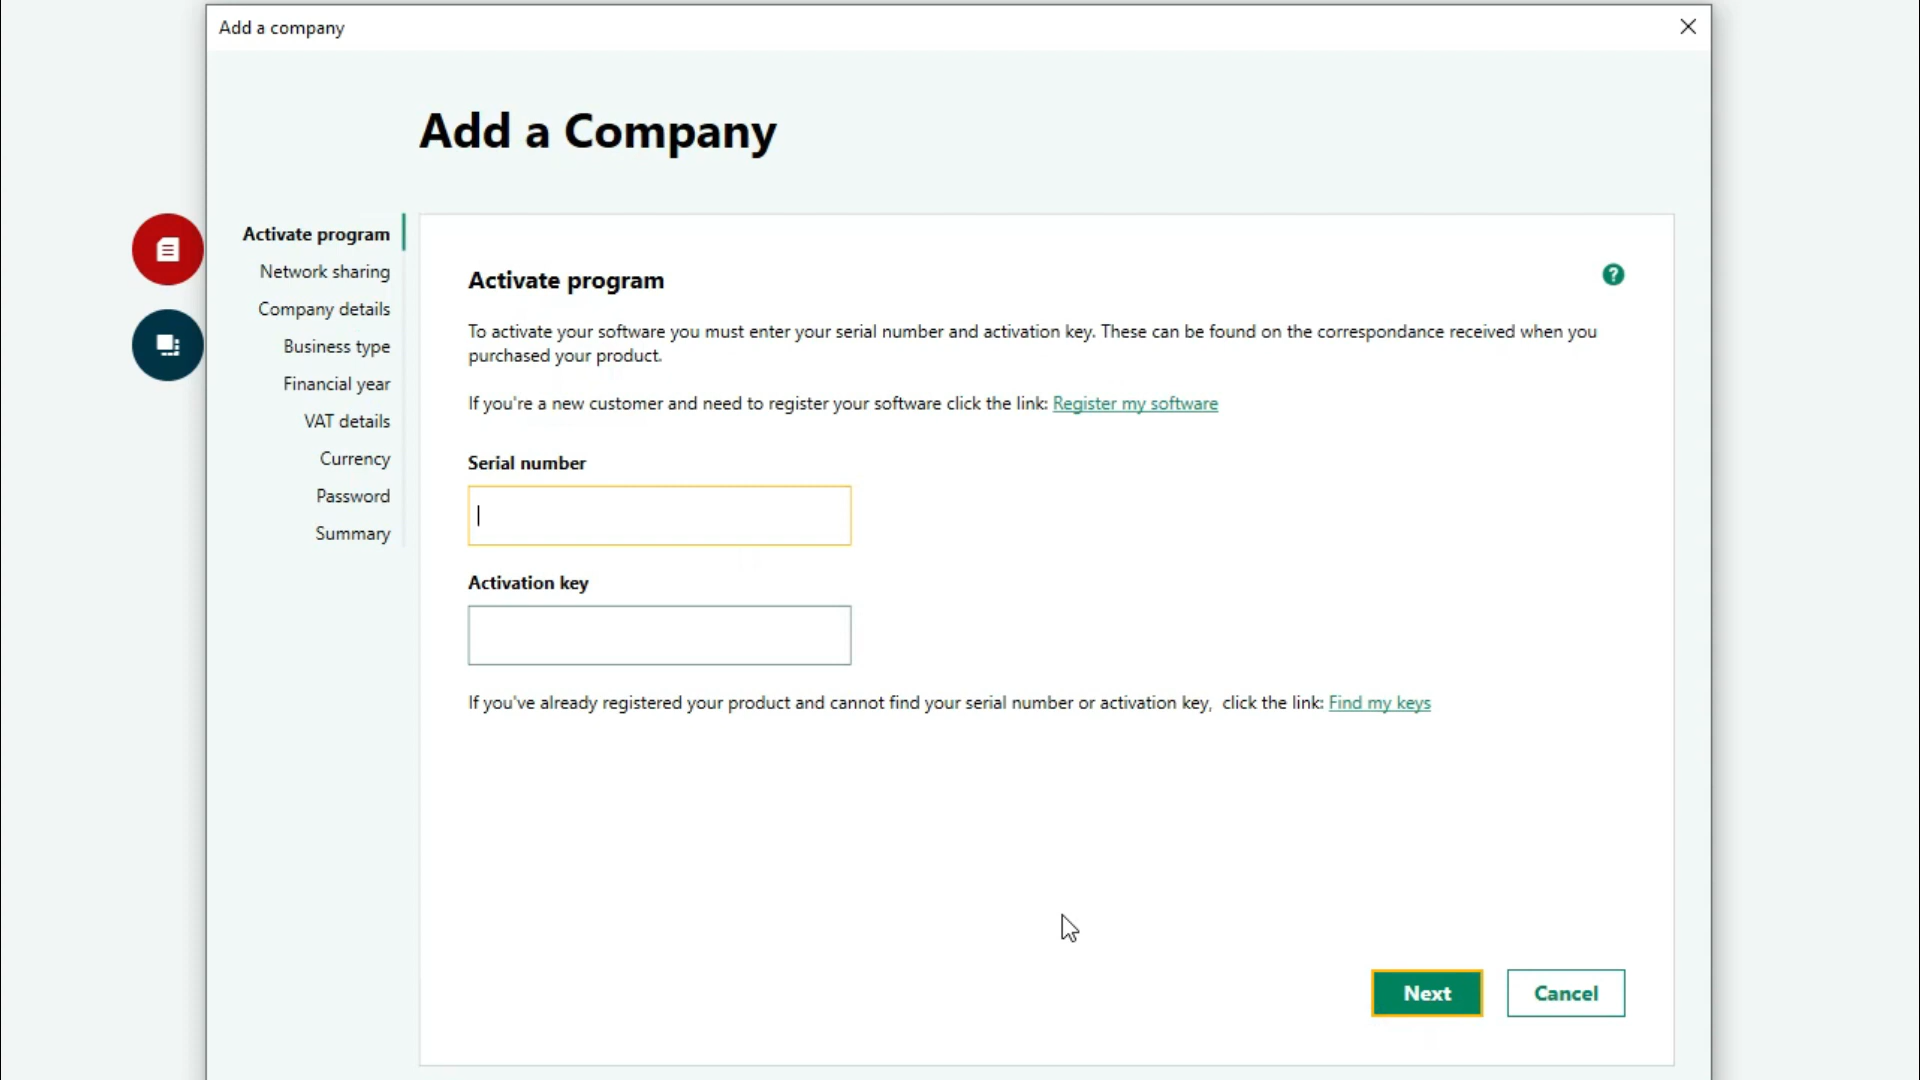 Add a company
Add a Company
Activate program
Network sharing
Company details
Business type
Financial year
VAT details
Currency
Password
Summary
Activate program
?
To activate your software you must enter your serial number and activation key. These can be found on the correspondance received when you
purchased your product.
If you're a new customer and need to register your software click the link: Register my software
Serial number
Activation key
If you've already registered your product and cannot find your serial number or activation key,  click the link: Find my keys
Next
Cancel